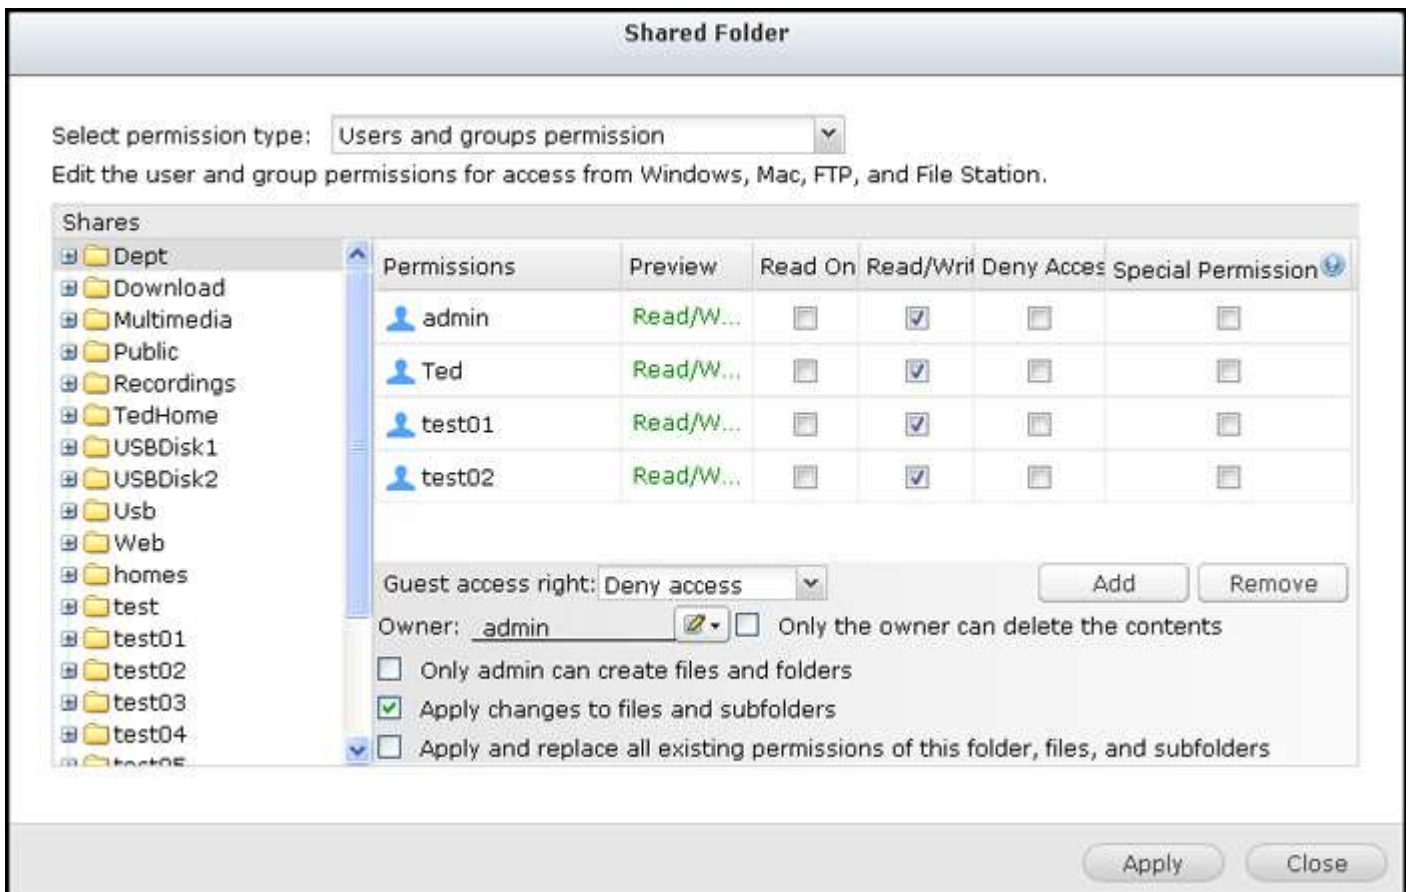 Shared Folder
Select permission type: Users and groups permission
Edit the user and group permissions for access from Windows, Mac, FTP, and File Station.
Shares
Dept
Download
Multimedia
Public
Recordings
TedHome
USBDisk1
USBDisk2
Usb
Web
homes
test
test01
test02
test03
test04
test05
Permissions Preview Read On Read/Writ Deny Acces Special Permission
admin Read/W...
Ted Read/W...
test01 Read/W...
test02 Read/W...
Guest access right: Deny access Add Remove
Owner: admin Only the owner can delete the contents
Only admin can create files and folders
Apply changes to files and subfolders
Apply and replace all existing permissions of this folder, files, and subfolders
Apply Close